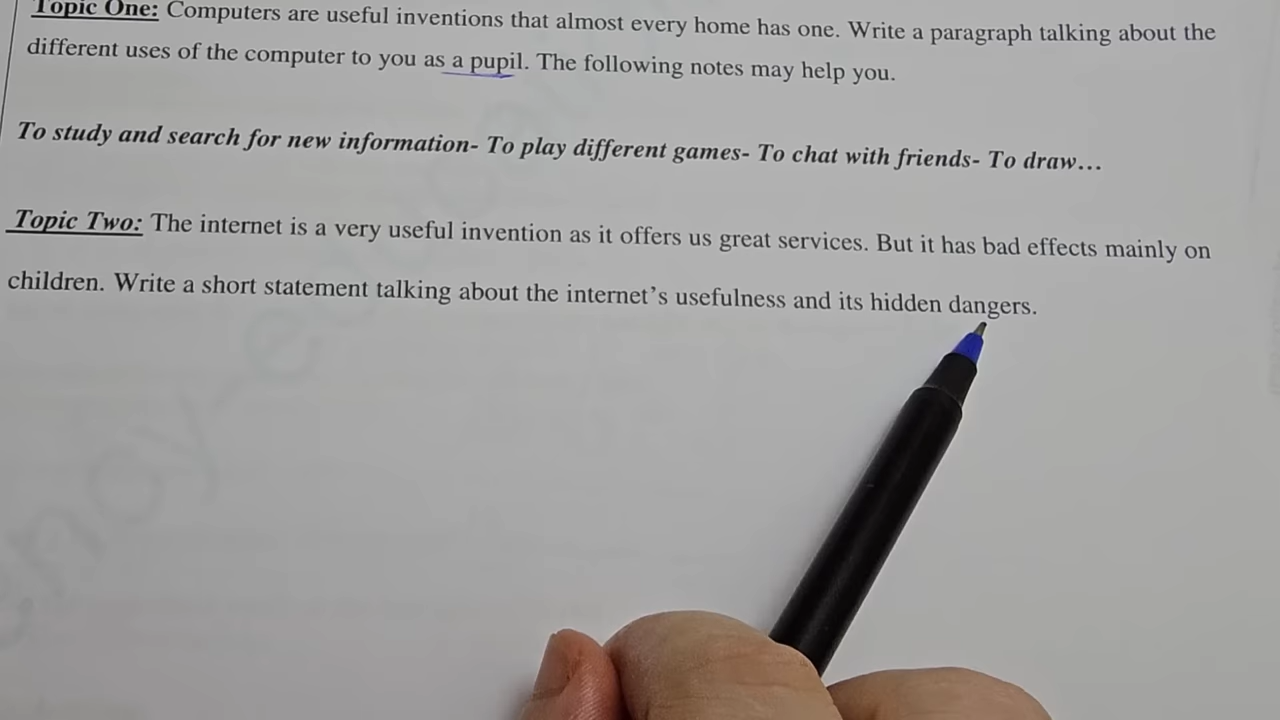 Topic One: Computers are useful inventions that almost every home has one. Write a paragraph talking about the
different uses of the computer to you as a pupil. The following notes may help you.
To study and search for new information- To play different games- To chat with friends- To draw...
Topic Two: The internet is a very useful invention as it offers us great services. But it has bad effects mainly on
children. Write a short statement talking about the internet's usefulness and its hidden dangers.